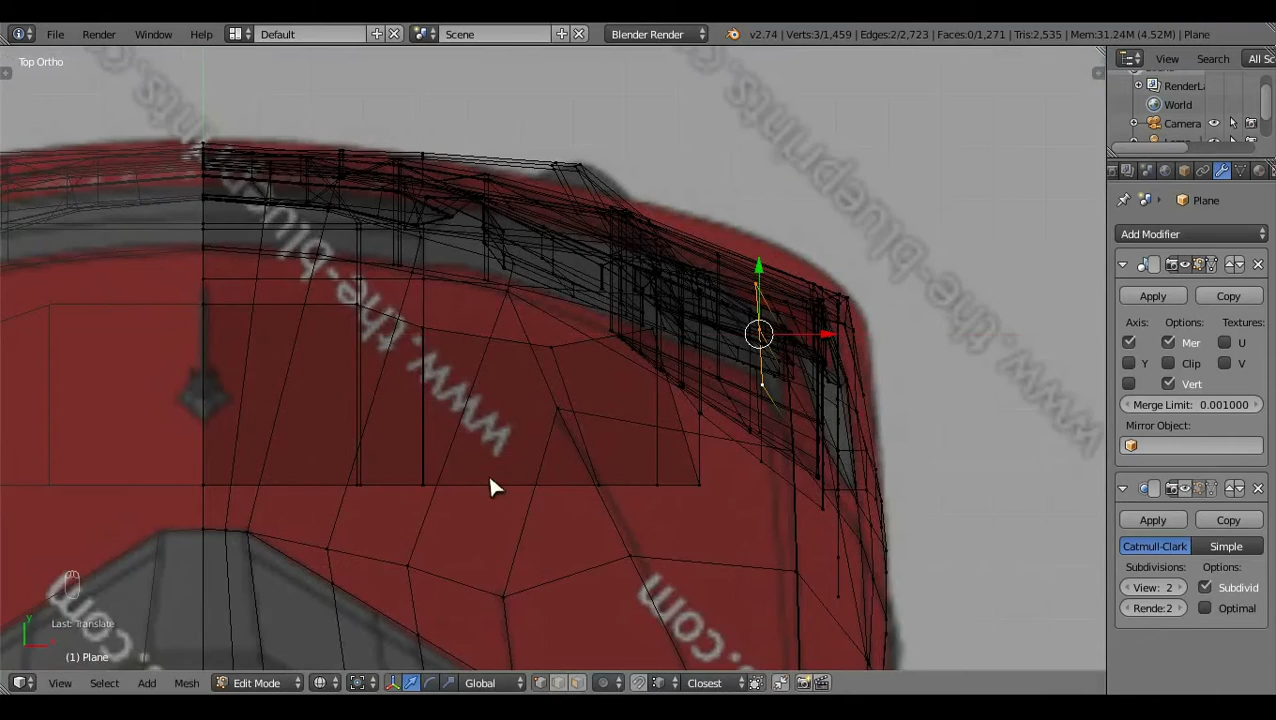 File Render Window Help Default Scene Blender Render v2.74 | Verts:3/1,459 | Edges:2/2,723 | Faces:0/1,271 | Tris:2,535 | Mem:31.24M (4.52M) | Plane
View Search All Sc
Top Ortho
RenderLa
World
Camera
Plane
Add Modifier
Apply Copy
Axis: Options: Textures:
Mer U
Y Clip V
Vert
Merge Limit: 0.001000
Mirror Object:
Apply Copy
Catmull-Clark Simple
Subdivisions: Options:
View: 2 Subdivid
Rende:2 Optimal
www.the-blueprints.com
Last: Translate
(1) Plane
View Select Add Mesh Edit Mode Global Closest